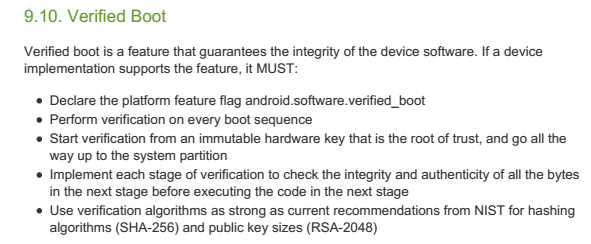 9.10. Verified Boot
Verified boot is a feature that guarantees the integrity of the device software. If a device
implementation supports the feature, it MUST:
● Declare the platform feature flag android.software.verified_boot
● Perform verification on every boot sequence
● Start verification from an immutable hardware key that is the root of trust, and go all the
way up to the system partition
● Implement each stage of verification to check the integrity and authenticity of all the bytes
in the next stage before executing the code in the next stage
● Use verification algorithms as strong as current recommendations from NIST for hashing
algorithms (SHA-256) and public key sizes (RSA-2048)